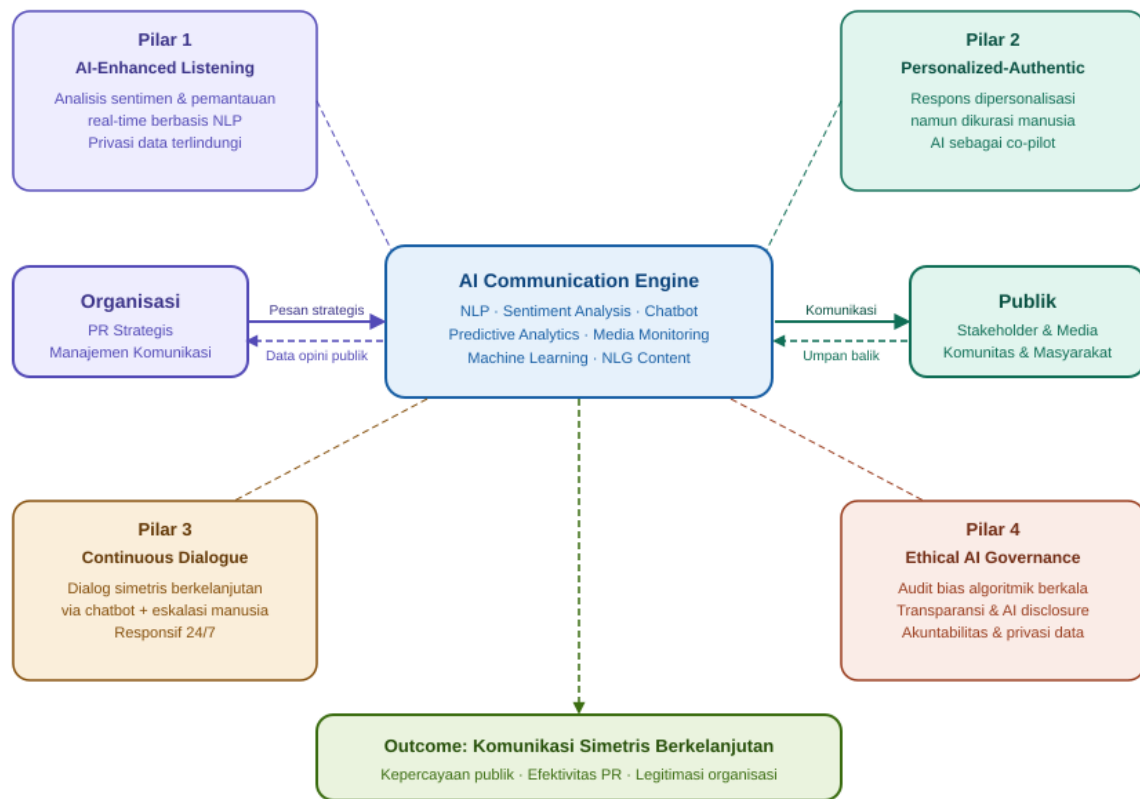 Pilar 1
AI-Enhanced Listening
Analisis sentimen & pemantauan
real-time berbasis NLP
Privasi data terlindungi
Pilar 2
Personalized-Authentic
Respons dipersonalisasi
namun dikurasi manusia
AI sebagai co-pilot
Organisasi
PR Strategis
Manajemen Komunikasi
Pesan strategis
Data opini publik
AI Communication Engine
NLP · Sentiment Analysis · Chatbot
Predictive Analytics · Media Monitoring
Machine Learning · NLG Content
Komunikasi
Umpan balik
Publik
Stakeholder & Media
Komunitas & Masyarakat
Pilar 3
Continuous Dialogue
Dialog simetris berkelanjutan
via chatbot + eskalasi manusia
Responsif 24/7
Pilar 4
Ethical AI Governance
Audit bias algoritmik berkala
Transparansi & AI disclosure
Akuntabilitas & privasi data
Outcome: Komunikasi Simetris Berkelanjutan
Kepercayaan publik · Efektivitas PR · Legitimasi organisasi